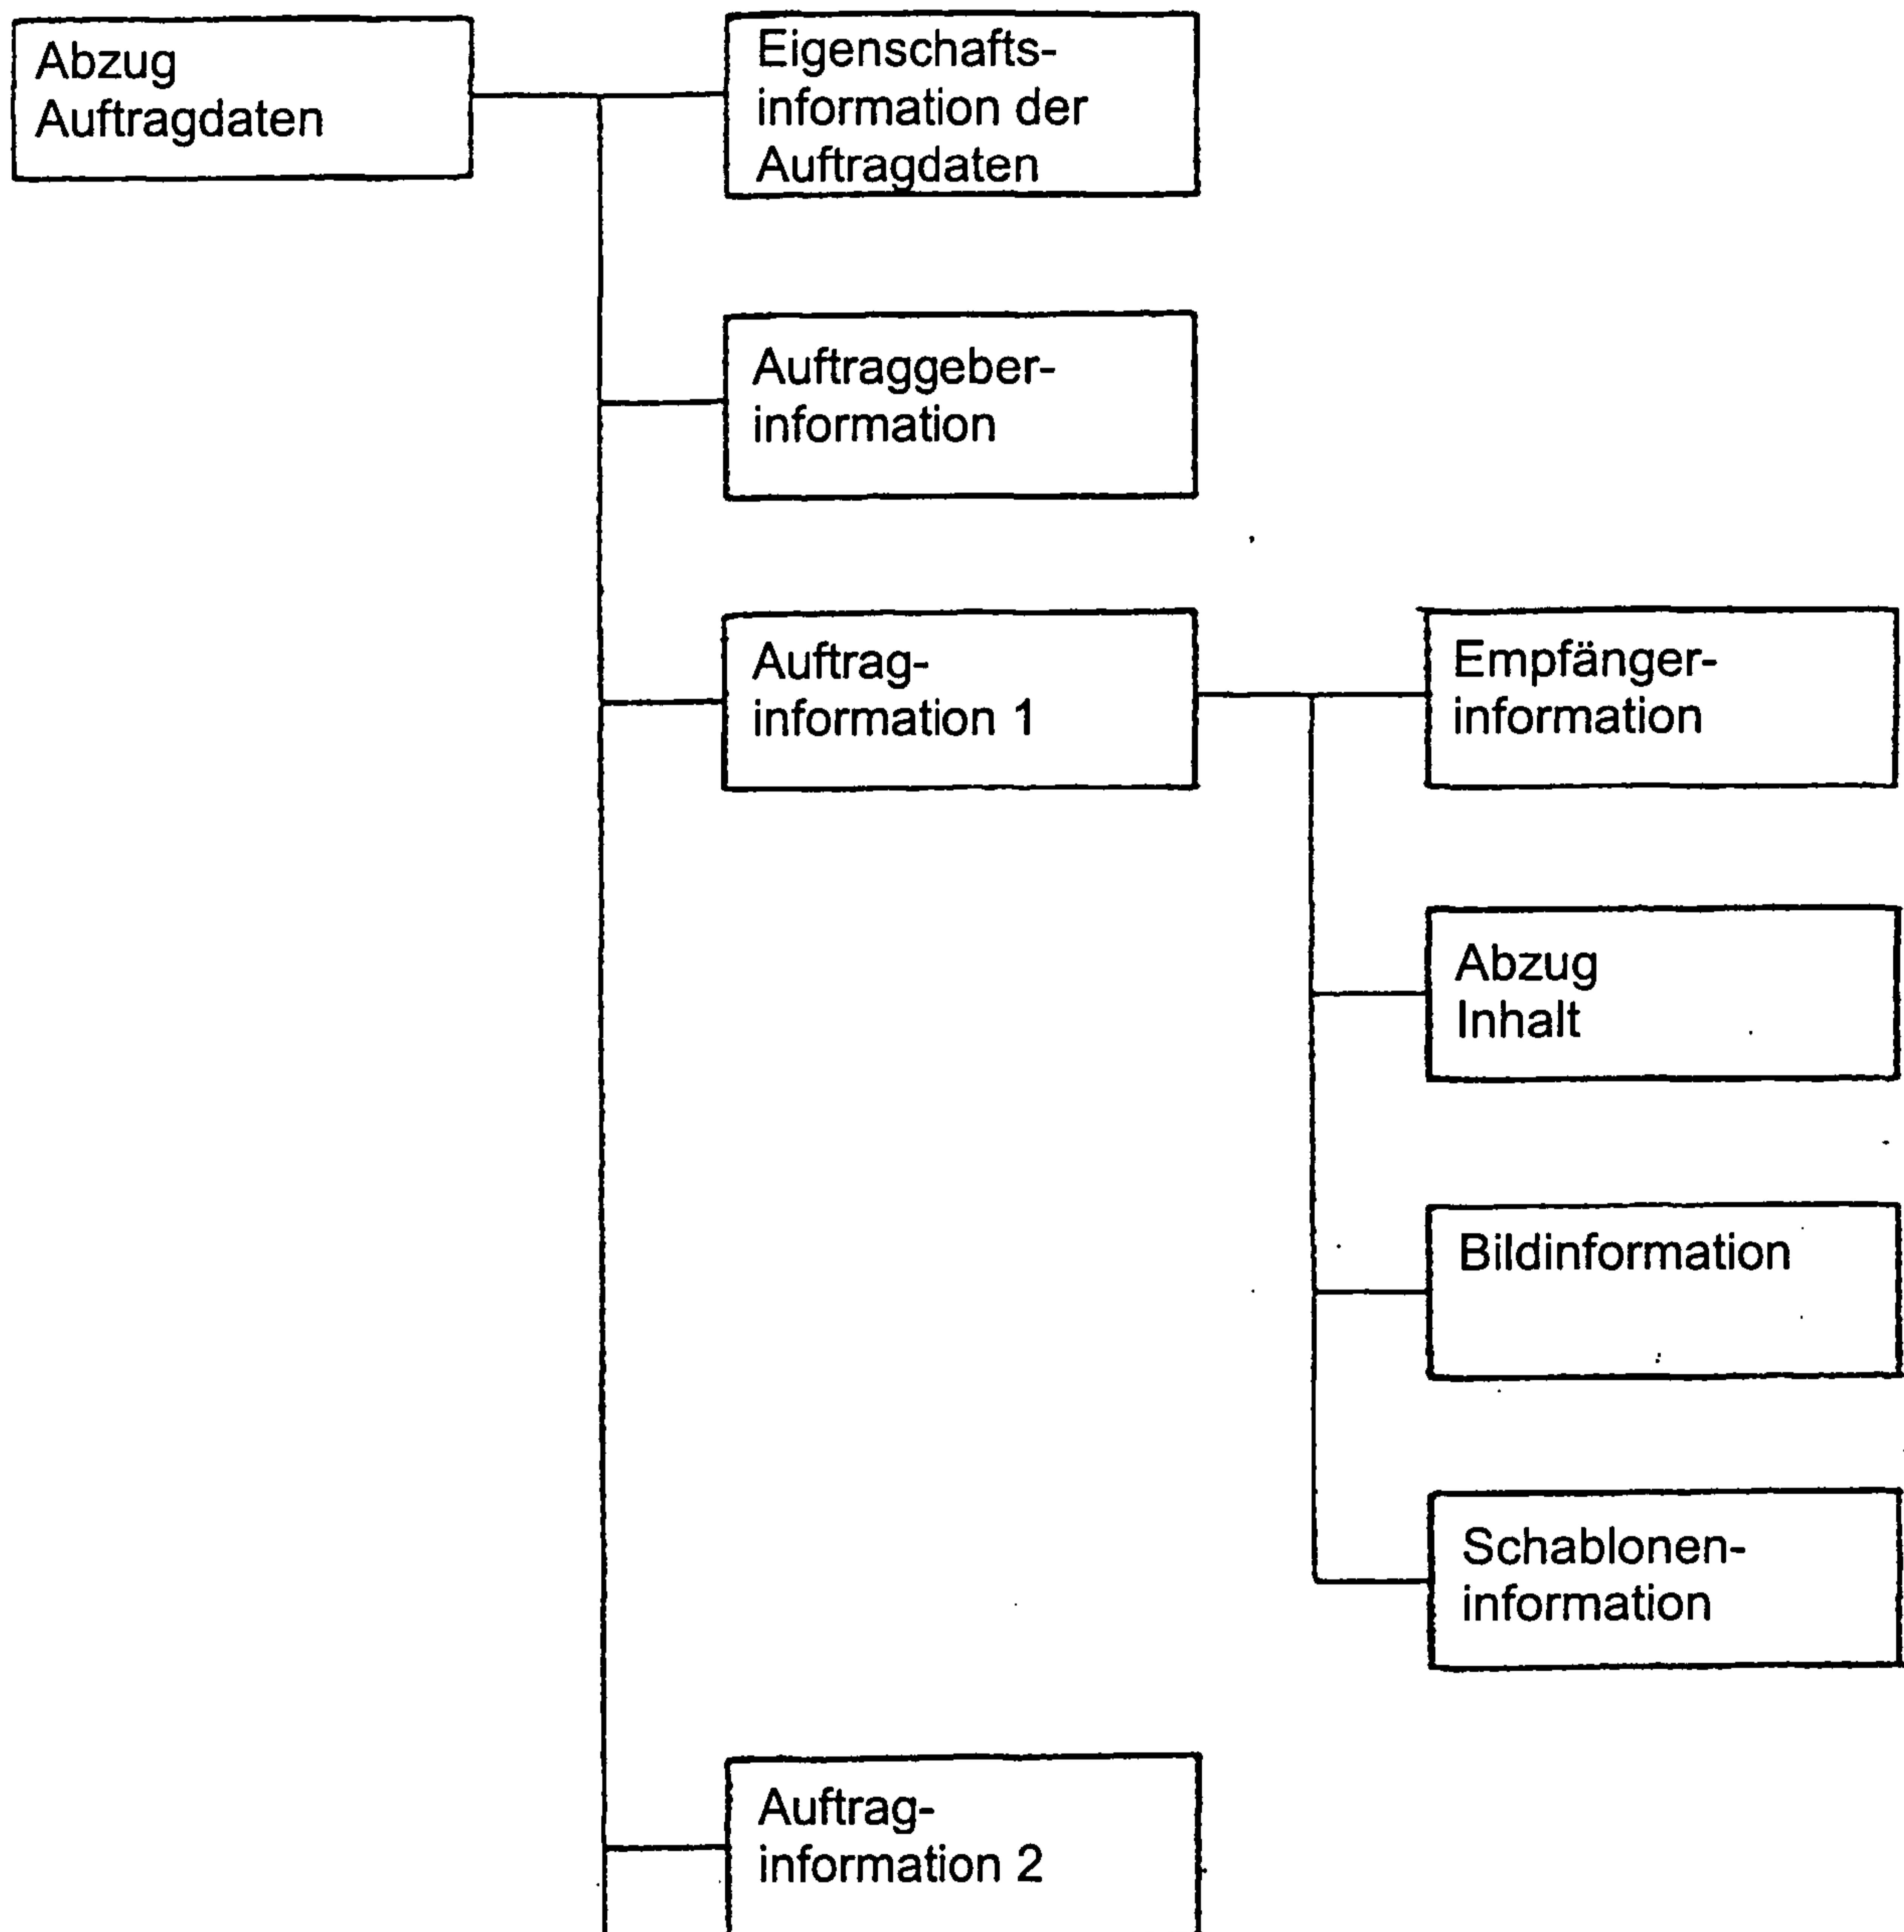 Abzug
Auftragdaten
Eigenschafts-
information der
Auftragdaten
Auftraggeber-
information
Auftrag-
information 1
Empfänger-
information
Abzug
Inhalt
Bildinformation
Schablonen-
information
Auftrag-
information 2